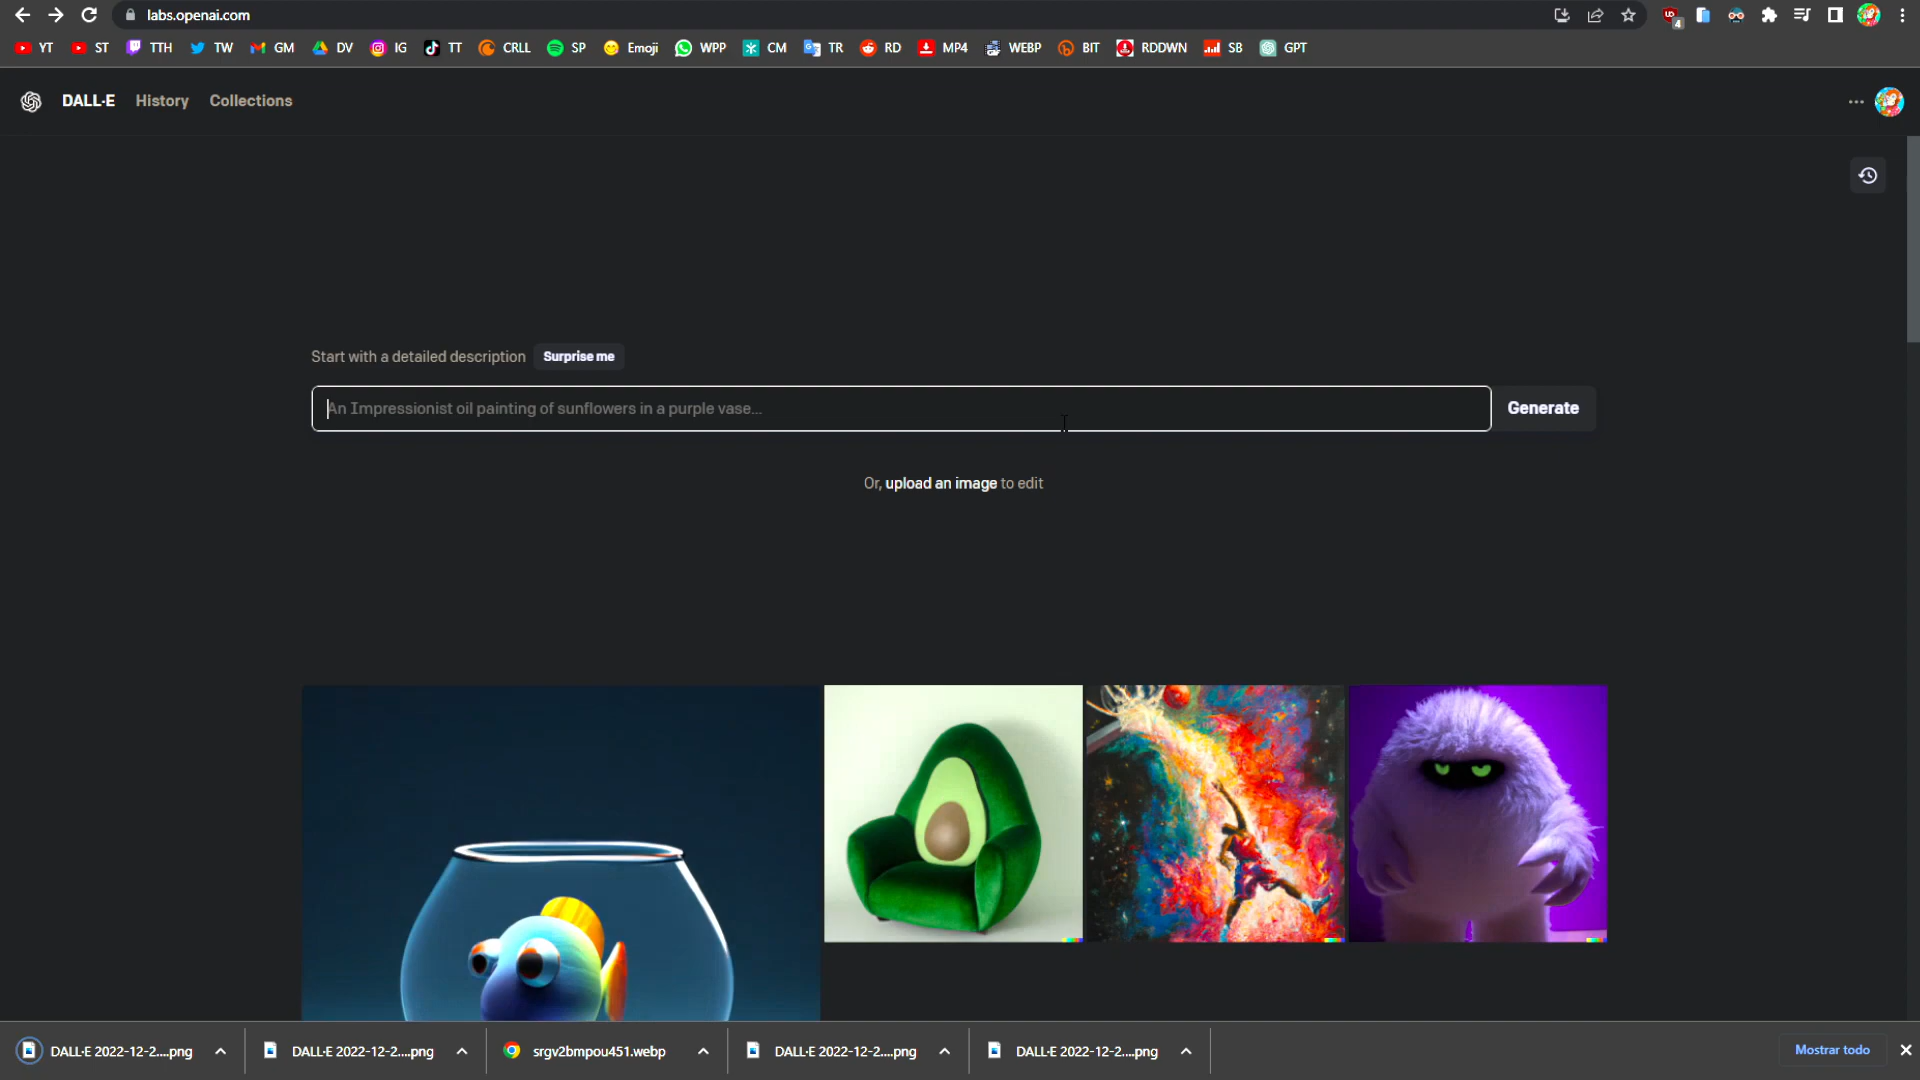 labs.openai.com
4
YT ST TTH TW GM DV IG TT CRLL SP Emoji WPP CM TR RD MP4 WEBP BIT RDDWN SB GPT
DALL·E History Collections
Start with a detailed description Surprise me
An Impressionist oil painting of sunflowers in a purple vase... Generate
Or, upload an image to edit
DALL·E 2022-12-2....png DALL·E 2022-12-2....png srgv2bmpou451.webp DALL·E 2022-12-2....png DALL·E 2022-12-2....png Mostrar todo